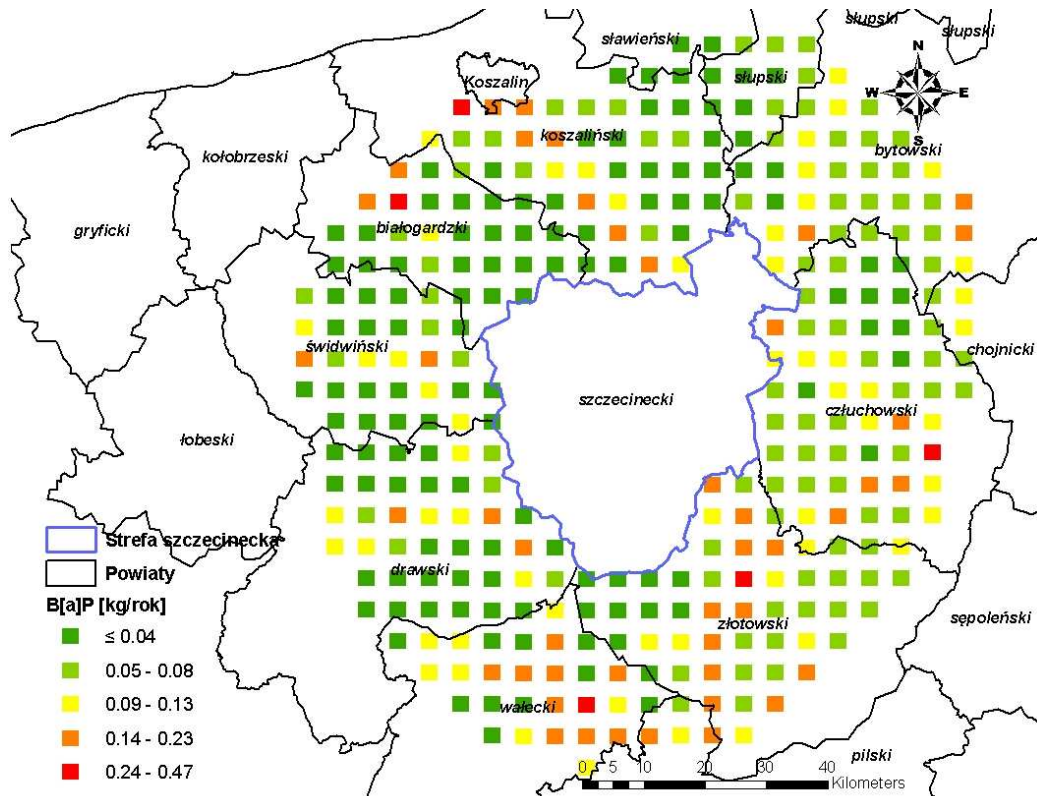 słupski
słupski
sławieński
N
Koszalin
słupski
W E
S
koszaliński
bytowski
kołobrzeski
białogardzki
gryficki
świdwiński
chojnicki
szczecinecki
człuchowski
łobeski
Strefa szczecinecka
drawski
Powiaty
B[a]P [kg/rok]
sępoleński
złotowski
≤ 0.04
0.05 - 0.08
0.09 - 0.13
wałecki
0.14 - 0.23
pilski
0.24 - 0.47
0 5 10 20 30 40
Kilometers